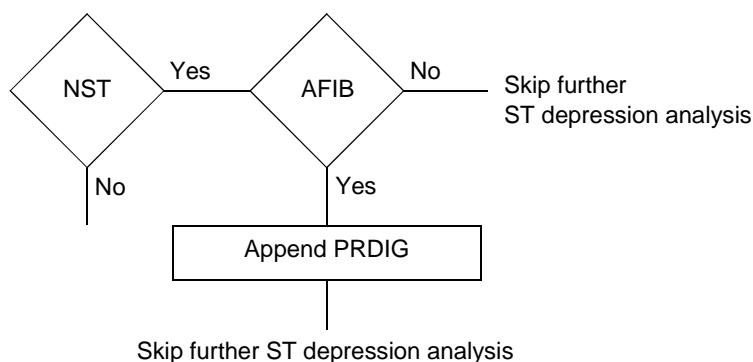 NST
Yes
AFIB
No
Skip further
ST depression analysis
No
Yes
Append PRDIG
Skip further ST depression analysis